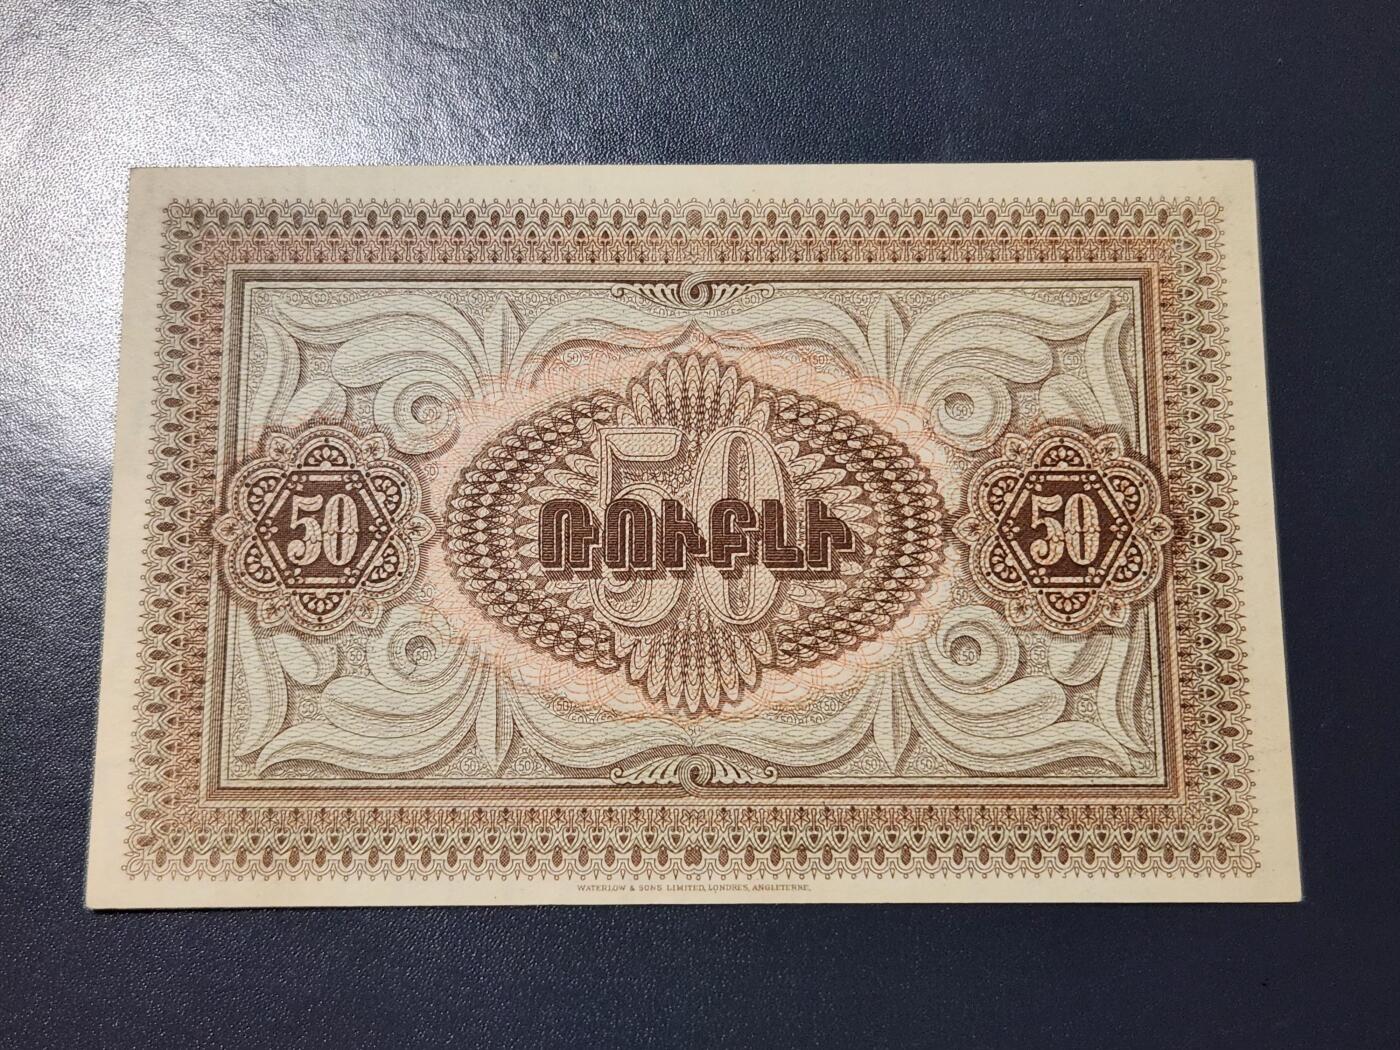 50
50 ՌՈՒԲԼԻ 50
WATERLOW & SONS LIMITED, LONDRES, ANGLETERRE.